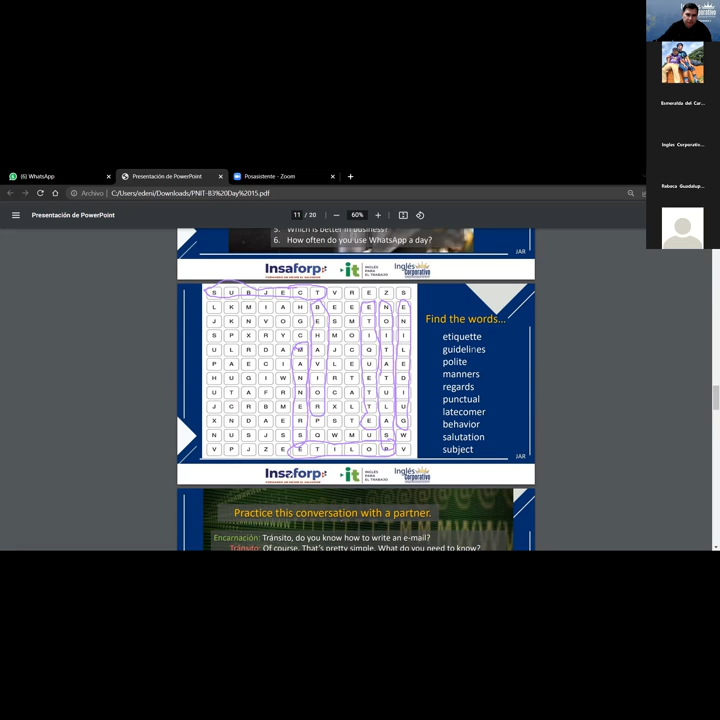 (6) WhatsApp
Presentación de PowerPoint
Posasistente - Zoom
Archivo
C:/Users/edeni/Downloads/PNIT-B3%20Day%2015.pdf
Presentación de PowerPoint
11 / 20
60%
5. Which is better in business?
6. How often do you use WhatsApp a day?
JAR
Insaforp
it INGLÉS PARA EL TRABAJO
Inglés Corporativo
S U B J E C T V R E Z S
L K M I A H B E E E N E
J K N V O G E S M T O N
S P X R Y C H M O I I I
U L R D A M A J C Q T L
P A E C I A V L E U A E
H U G I W N I R T E T D
U T A F R N O C A T U I
J C R B M E R X L T L U
X N D A E R P S T E A G
N U S J S S Q W M U S W
V P J Z E E T I L O P V
Find the words...
etiquette
guidelines
polite
manners
regards
punctual
latecomer
behavior
salutation
subject
JAR
Insaforp
it INGLÉS PARA EL TRABAJO
Inglés Corporativo
Practice this conversation with a partner.
Encarnación: Tránsito, do you know how to write an e-mail?
Tránsito: Of course. That's pretty simple. What do you need to know?
Esmeralda del Car...
Ingles Corporativo...
Rebeca Guadalup...